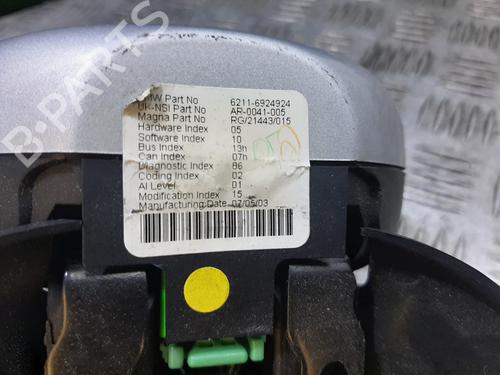 BMW Part No 6211-6924924
UK-NSI Part No AR-0041-005
Magna Part No RG/21443/015
Hardware Index 05
Software Index 10
Bus Index 13h
Can Index 07h
Diagnostic Index 86
Coding Index 02
AI Level 01
Modification Index 15
Manufacturing Date 07/05/03
B-PARTS